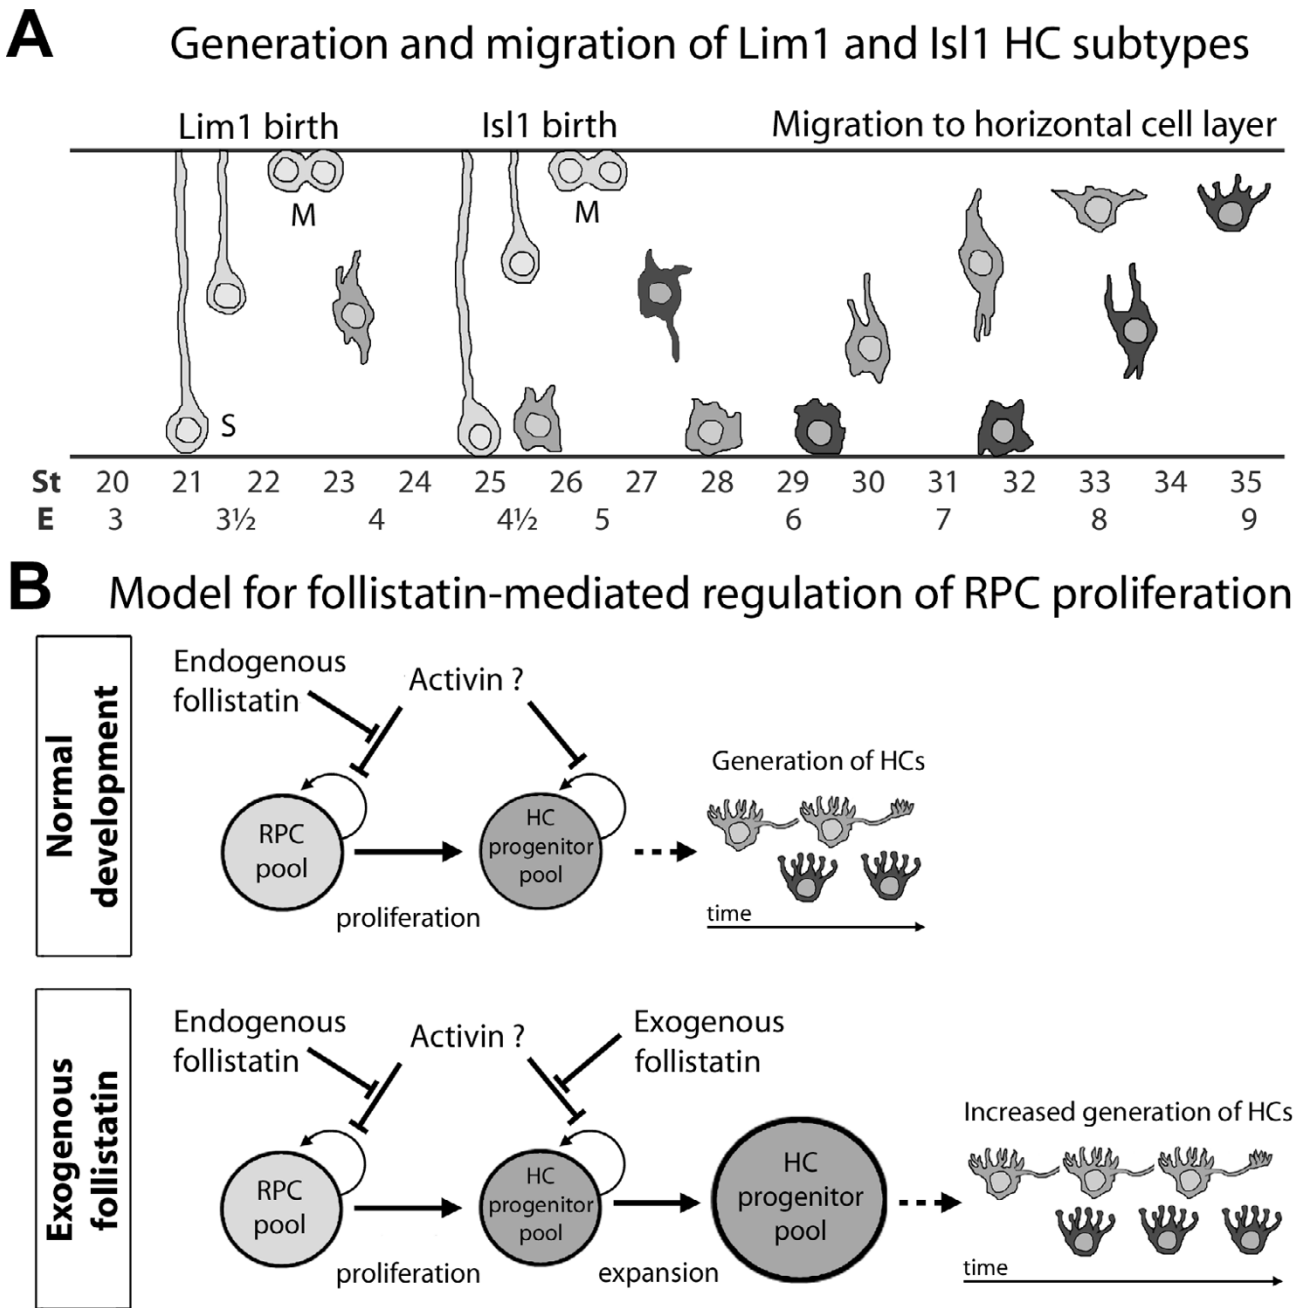 A
Generation and migration of Lim1 and Isl1 HC subtypes
Lim1 birth
Isl1 birth
Migration to horizontal cell layer
M
M
S
St 20 21 22 23 24 25 26 27 28 29 30 31 32 33 34 35
E 3 3½ 4 4½ 5 6 7 8 9
B
Model for follistatin-mediated regulation of RPC proliferation
Normal
development
Endogenous
follistatin
Activin ?
RPC
pool
proliferation
HC
progenitor
pool
Generation of HCs
time
Exogenous
follistatin
Endogenous
follistatin
Activin ?
Exogenous
follistatin
RPC
pool
proliferation
HC
progenitor
pool
expansion
HC
progenitor
pool
Increased generation of HCs
time